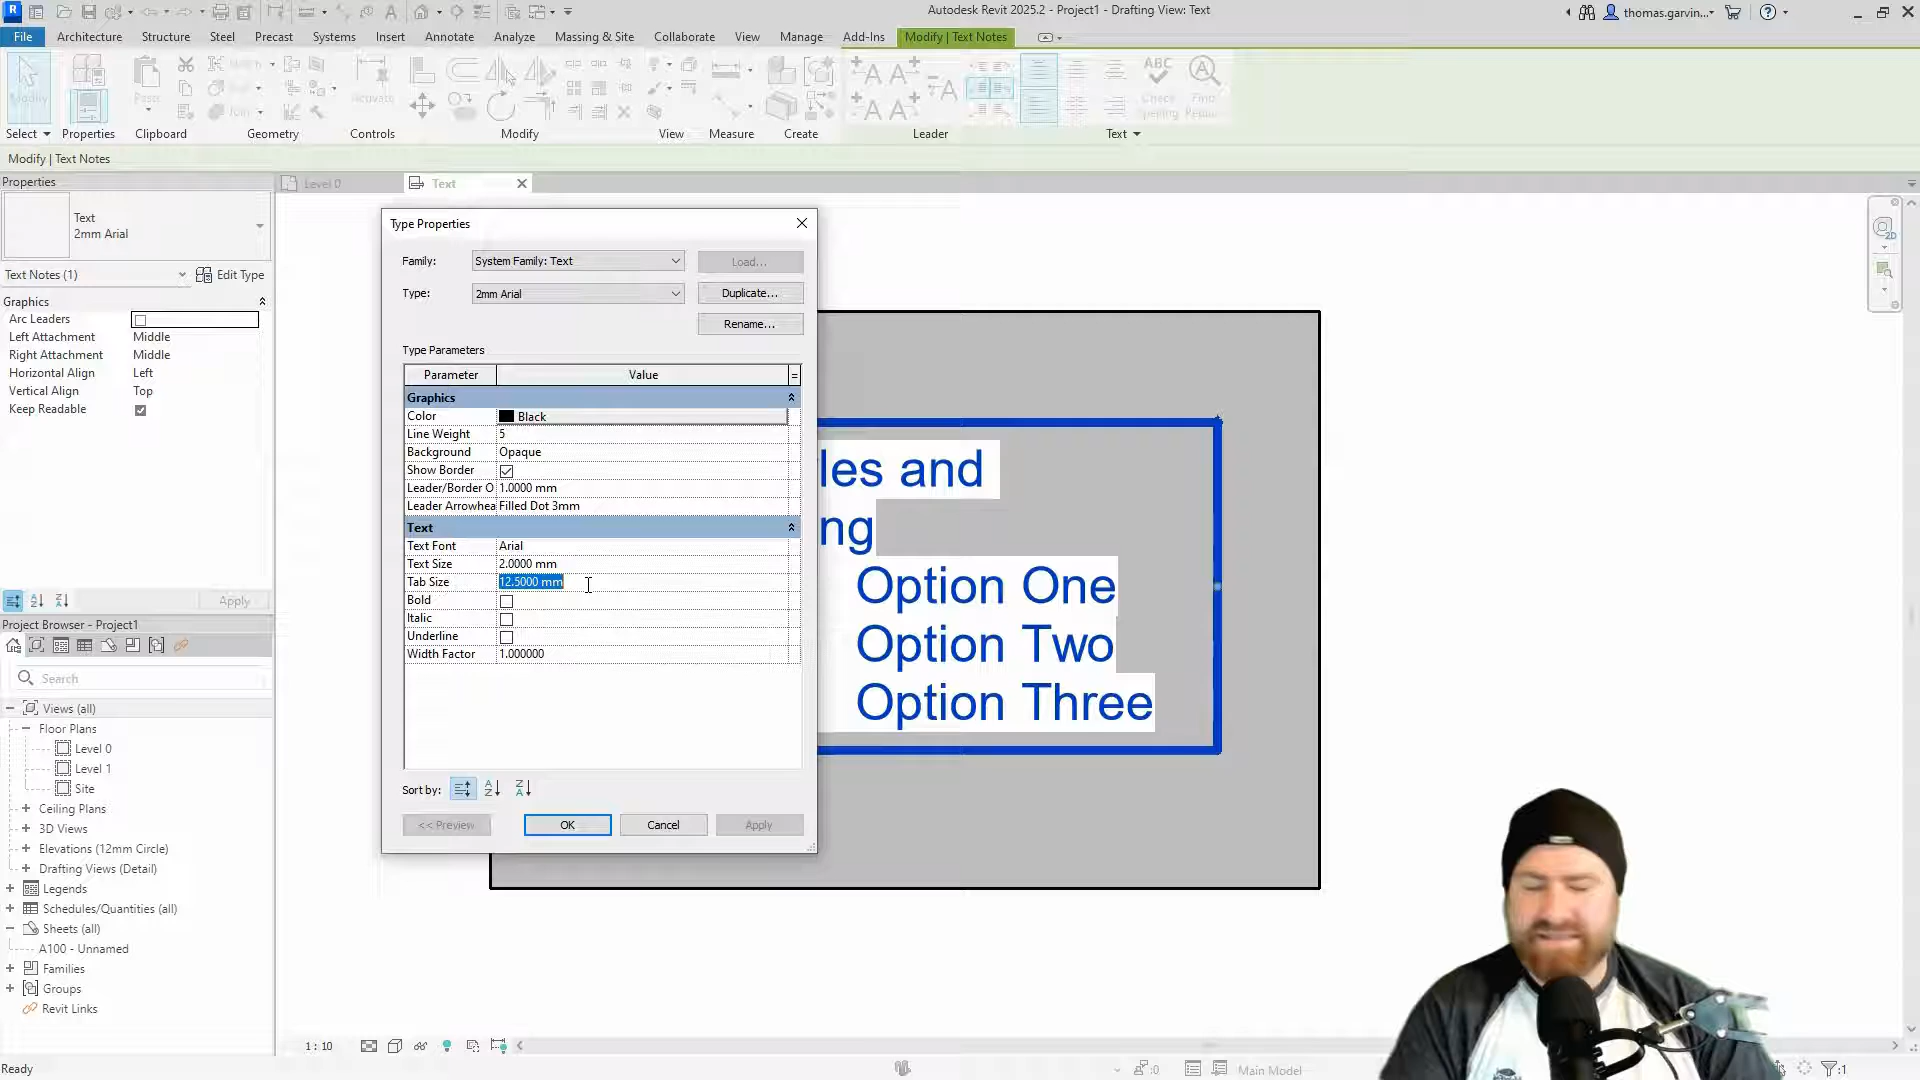 Autodesk Revit 2025.2 - Project1 - Drafting View: Text
thomas.garvin...
File Architecture Structure Steel Precast Systems Insert Annotate Analyze Massing & Site Collaborate View Manage Add-Ins Modify | Text Notes
Modify Paste Activate ABC Check Find
Select Properties Clipboard Geometry Controls Modify View Measure Create Leader Text
Modify | Text Notes
Properties
Level 0
Text
Text
2mm Arial
Text Notes (1)
Edit Type
Graphics
Arc Leaders
Left Attachment Middle
Right Attachment Middle
Horizontal Align Left
Vertical Align Top
Keep Readable
Apply
Project Browser - Project1
Search
Views (all)
Floor Plans
Level 0
Level 1
Site
Ceiling Plans
3D Views
Elevations (12mm Circle)
Drafting Views (Detail)
Legends
Schedules/Quantities (all)
Sheets (all)
A100 - Unnamed
Families
Groups
Revit Links
Type Properties
Family: System Family: Text Load...
Type: 2mm Arial Duplicate...
Rename...
Type Parameters
Parameter Value =
Graphics
Color Black
Line Weight 5
Background Opaque
Show Border
Leader/Border O 1.0000 mm
Leader Arrowhea Filled Dot 3mm
Text
Text Font Arial
Text Size 2.0000 mm
Tab Size 12.5000 mm
Bold
Italic
Underline
Width Factor 1.000000
Sort by:
<< Preview OK Cancel Apply
les and
ng
Option One
Option Two
Option Three
2D
1 : 10
Ready
:0
Main Model
:1